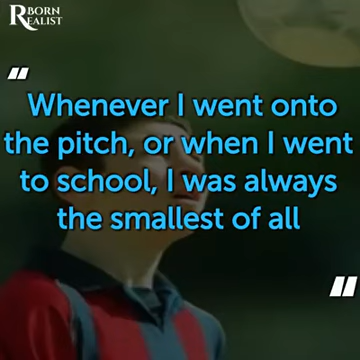 BORN
REALIST
"
Whenever I went onto
the pitch, or when I went
to school, I was always
the smallest of all
"